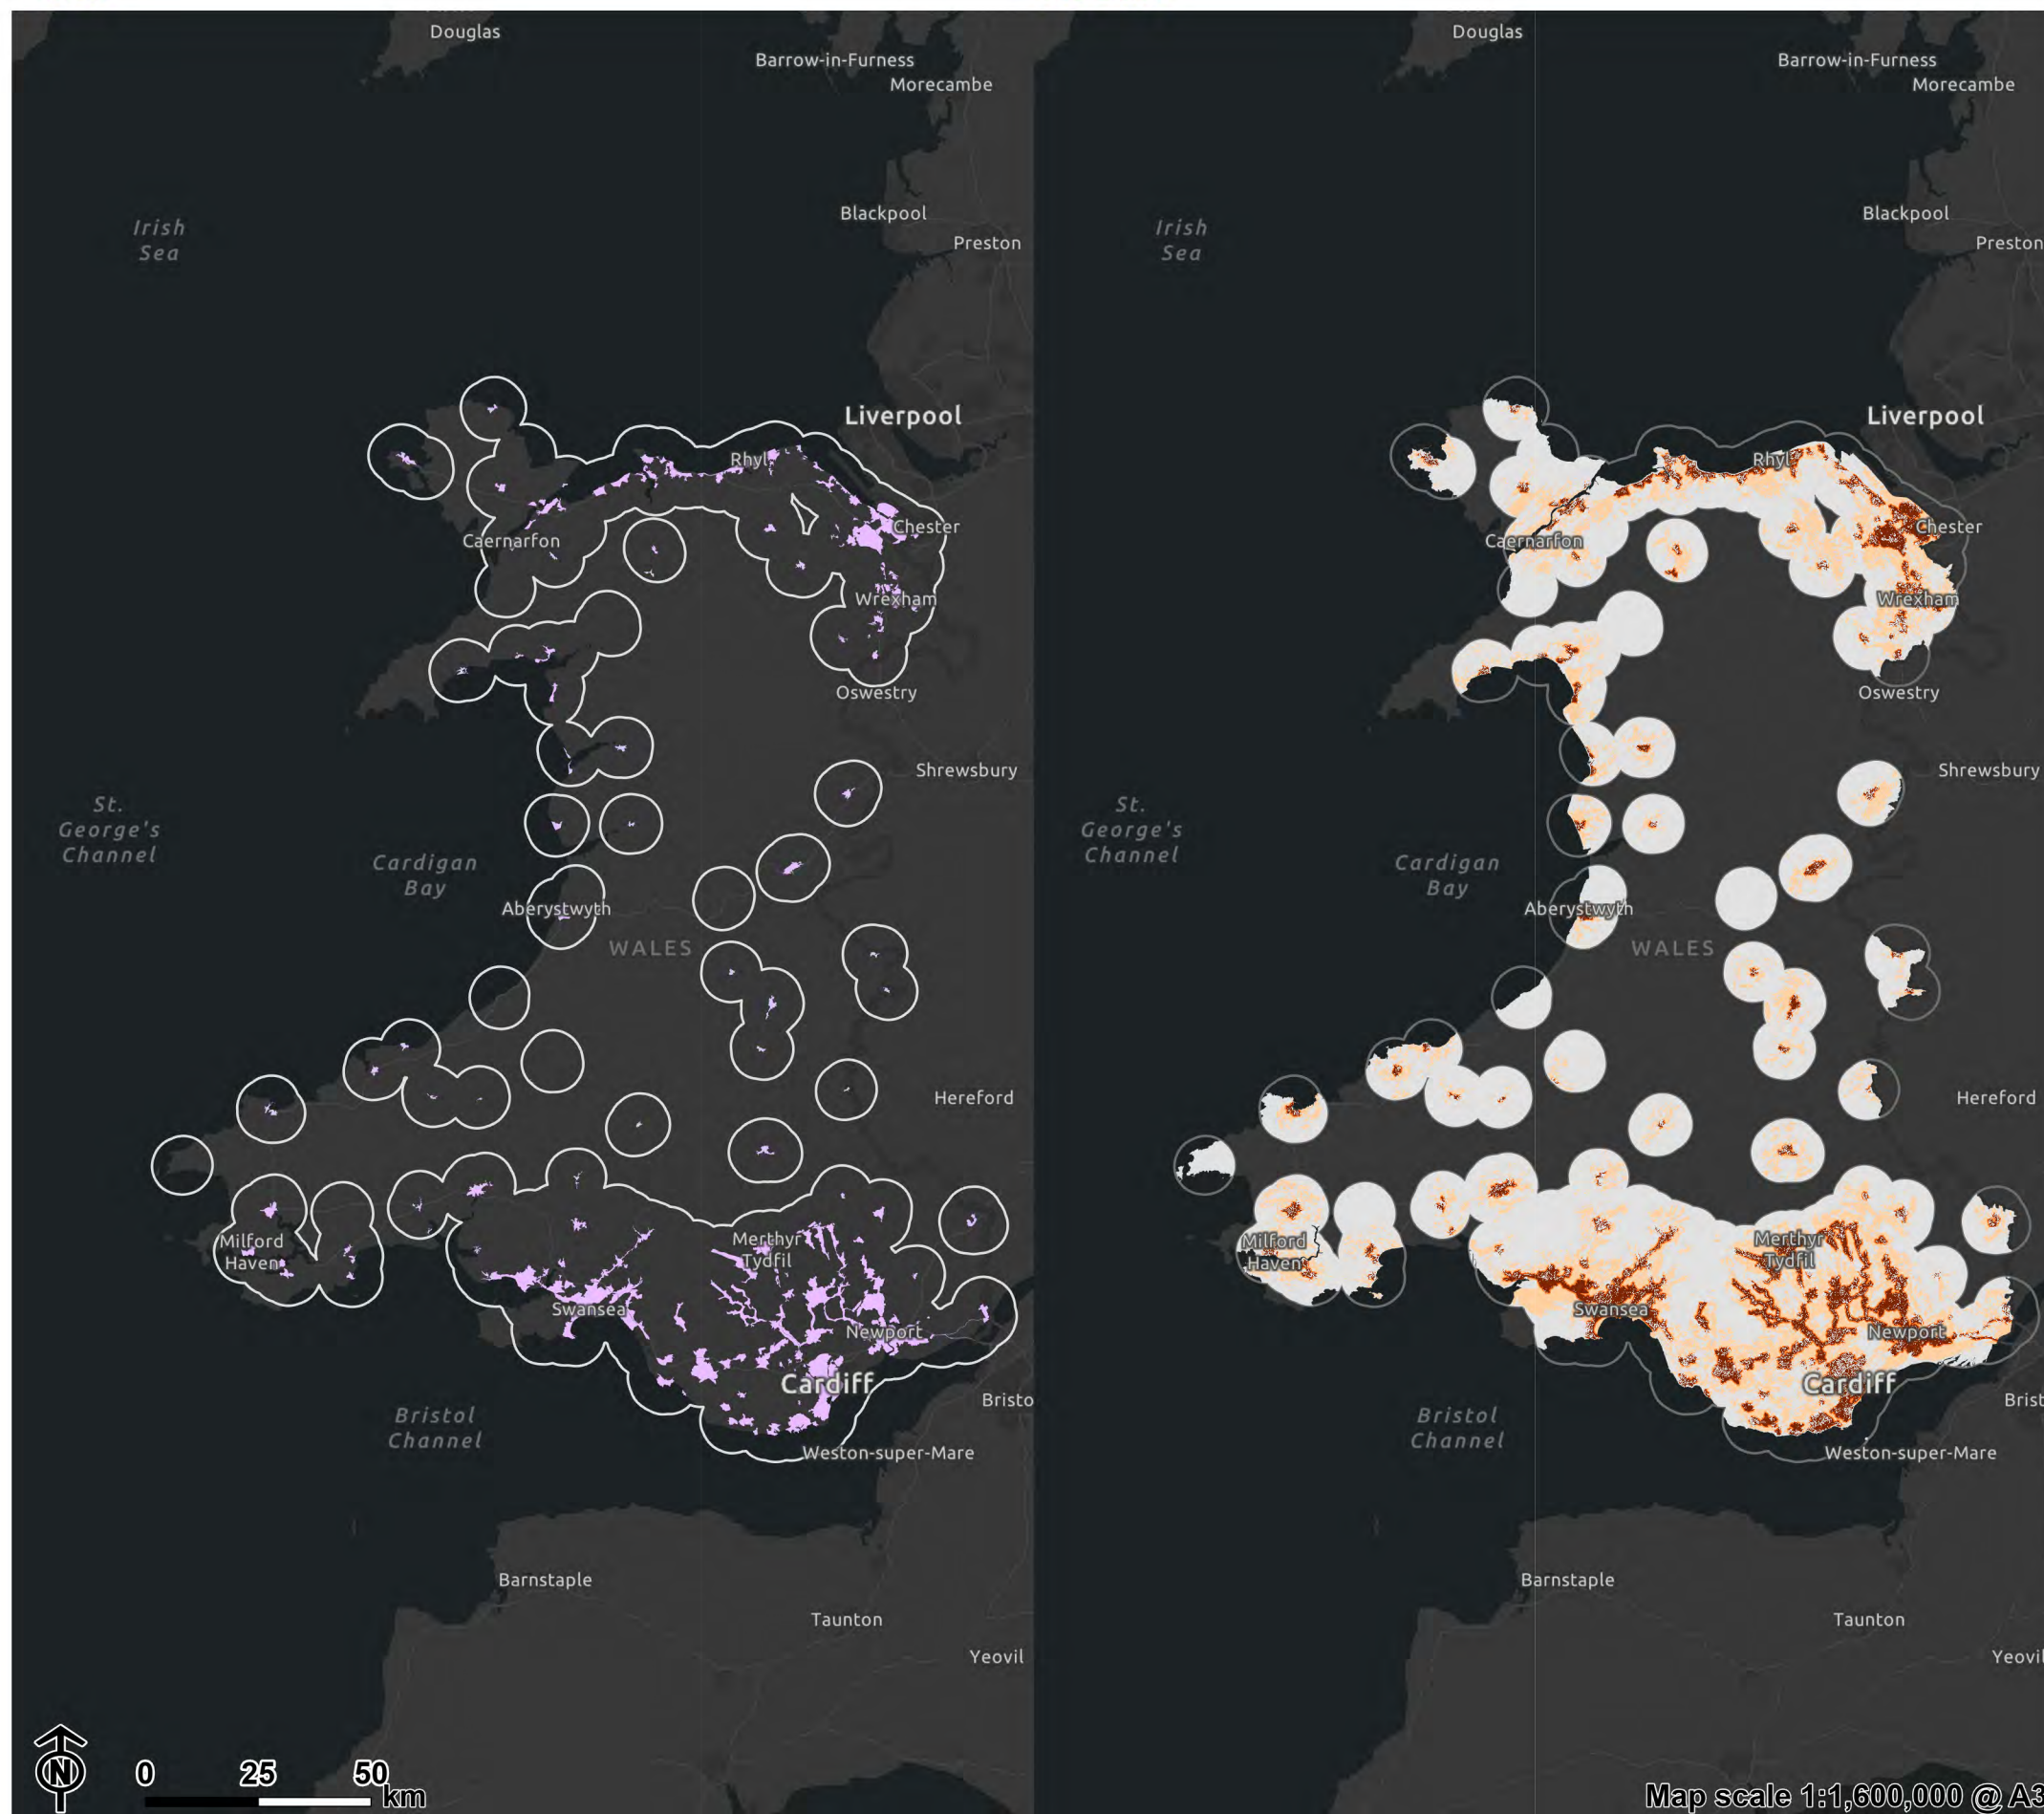 Douglas
Barrow-in-Furness
Morecambe
Irish
Sea
Blackpool
Preston
Liverpool
Rhyl
Chester
Caernarfon
Wrexham
Oswestry
Shrewsbury
St.
George's
Channel
Cardigan
Bay
Aberystwyth
WALES
Hereford
Milford
Haven
Merthyr
Tydfil
Swansea
Newport
Cardiff
Bristo
Bristol
Channel
Weston-super-Mare
Barnstaple
Taunton
Yeovil
N
0 25 50
km
Douglas
Barrow-in-Furness
Morecambe
Irish
Sea
Blackpool
Preston
Liverpool
Rhyl
Chester
Caernarfon
Wrexham
Oswestry
Shrewsbury
St.
George's
Channel
Cardigan
Bay
Aberystwyth
WALES
Hereford
Milford
Haven
Merthyr
Tydfil
Swansea
Newport
Cardiff
Brist
Bristol
Channel
Weston-super-Mare
Barnstaple
Taunton
Yeovil
Map scale 1:1,600,000 @ A3